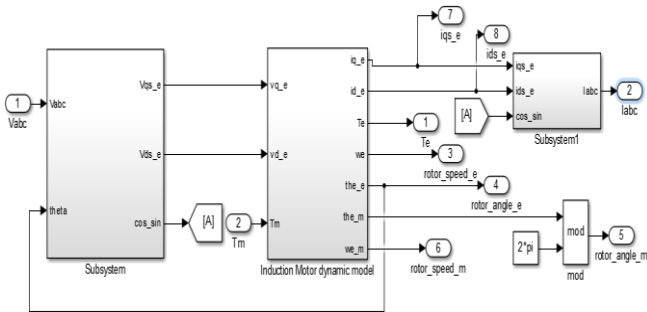 7
iqs_e
8
ids_e
1
Vabc
Vabc
theta
Vqs_e
Vds_e
cos_sin
Subsystem
[A]
2
Tm
vq_e
vd_e
Tm
iq_e
id_e
Te
we
the_e
the_m
we_m
Induction Motor dynamic model
1
Te
3
rotor_speed_e
4
rotor_angle_e
6
rotor_speed_m
[A]
iqs_e
ids_e
cos_sin
Iabc
Subsystem1
2
Iabc
2*pi
mod
mod
5
rotor_angle_m